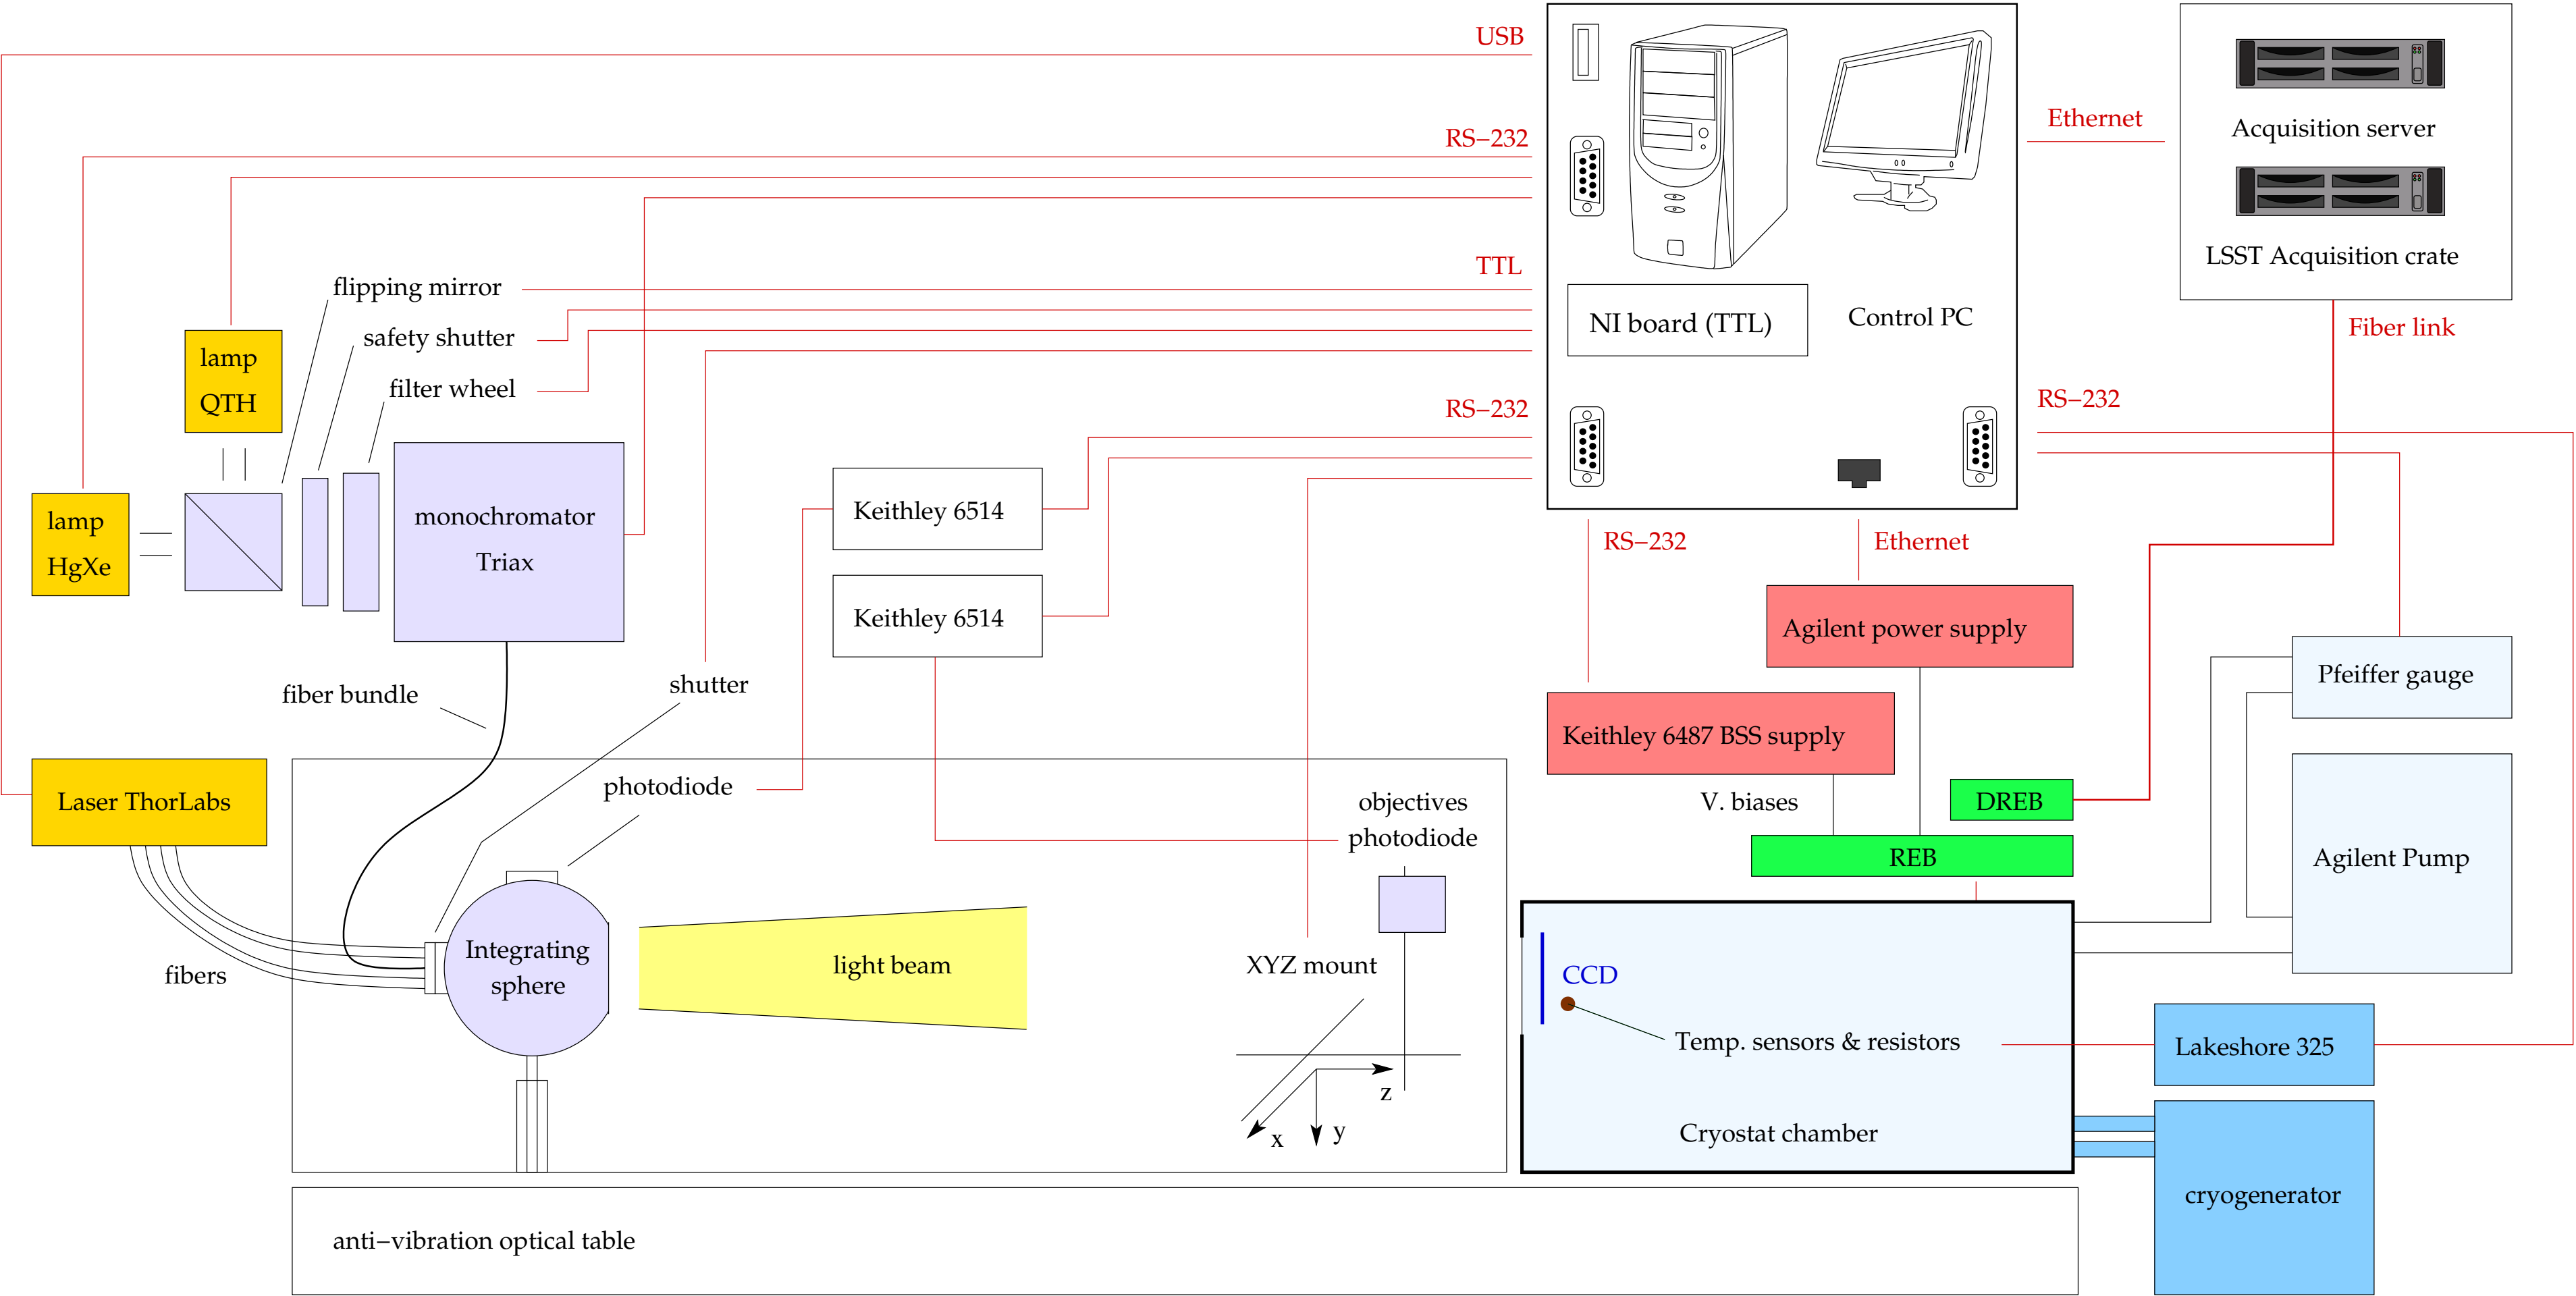 USB
RS−232
Ethernet
Acquisition server
LSST Acquisition crate
TTL
flipping mirror
safety shutter
filter wheel
NI board (TTL)
Control PC
Fiber link
lamp
QTH
RS−232
RS−232
lamp
HgXe
monochromator
Triax
Keithley 6514
Keithley 6514
RS−232
Ethernet
Agilent power supply
Pfeiffer gauge
fiber bundle
shutter
Keithley 6487 BSS supply
Laser ThorLabs
photodiode
objectives
photodiode
V. biases
DREB
REB
Agilent Pump
fibers
Integrating
sphere
light beam
XYZ mount
CCD
Temp. sensors & resistors
Lakeshore 325
z
x
y
Cryostat chamber
cryogenerator
anti−vibration optical table